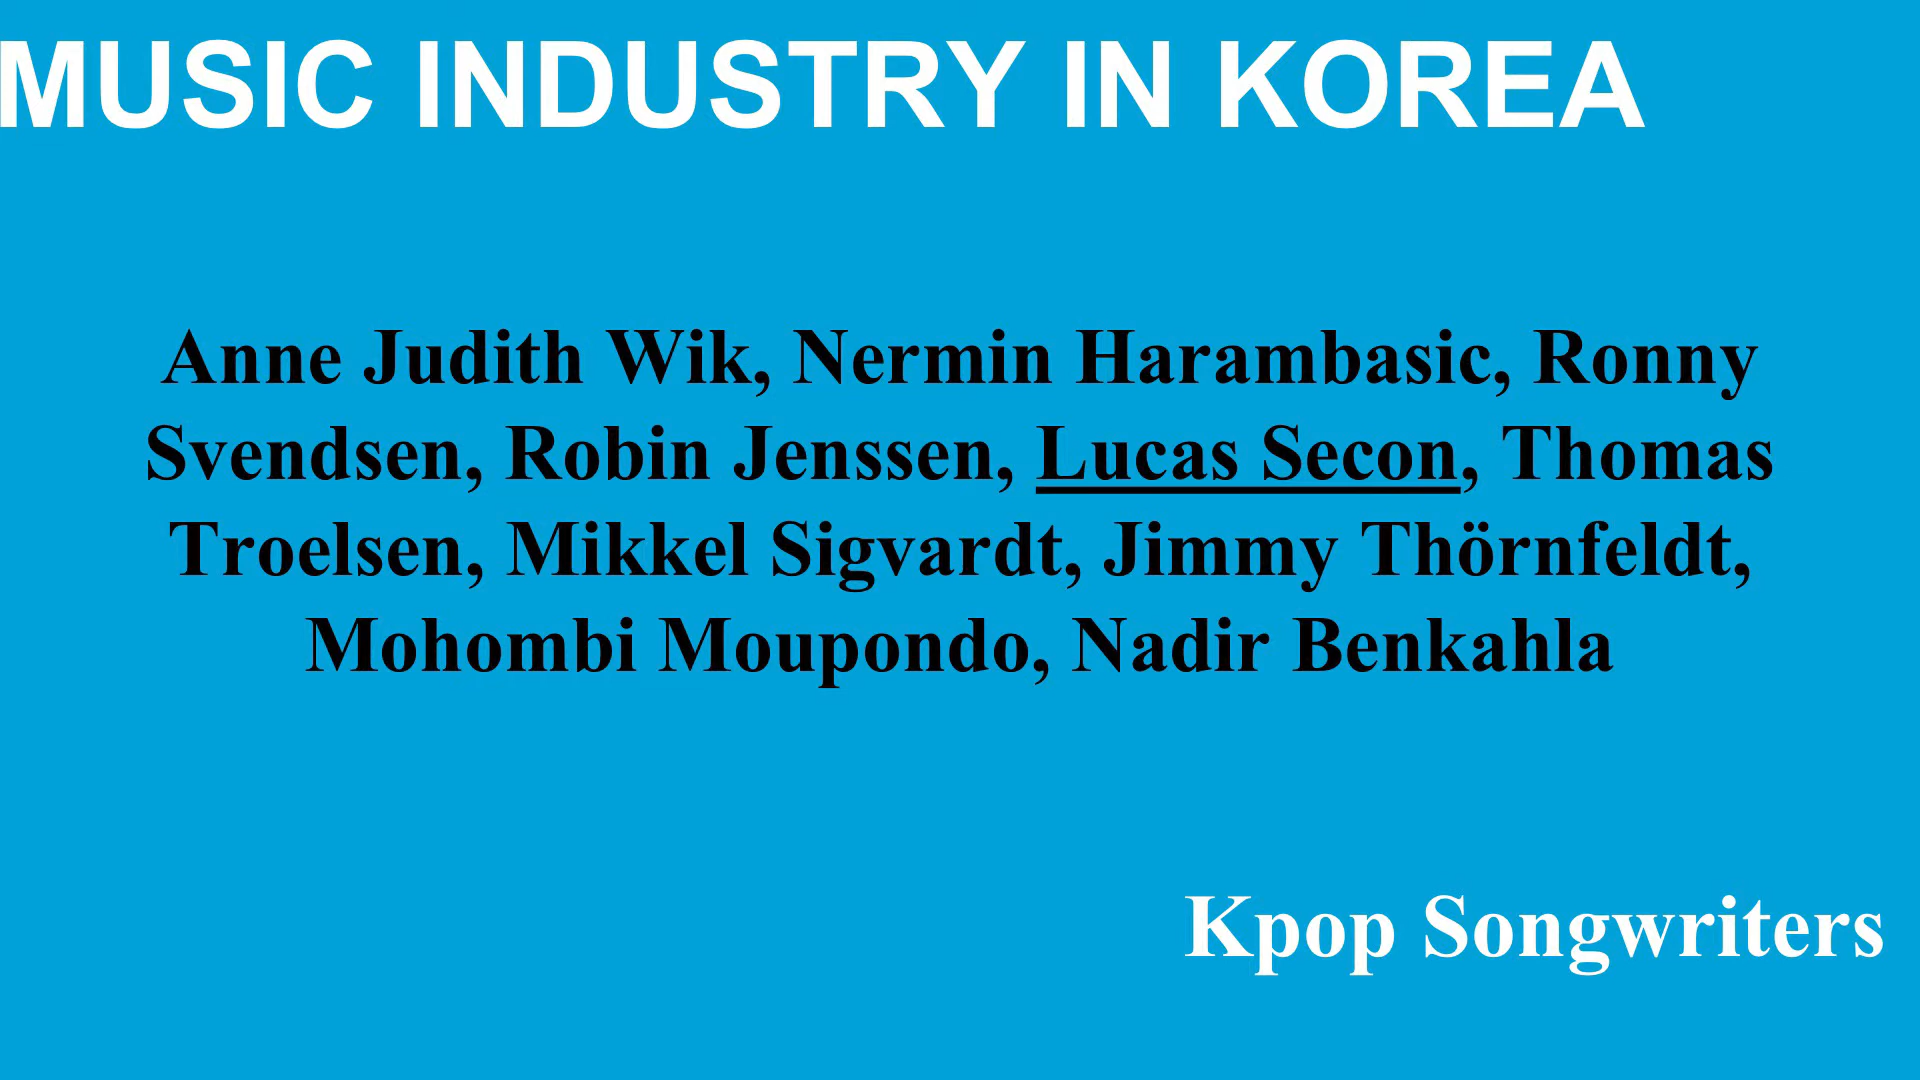 MUSIC INDUSTRY IN KOREA
Anne Judith Wik, Nermin Harambasic, Ronny
Svendsen, Robin Jenssen, Lucas Secon, Thomas
Troelsen, Mikkel Sigvardt, Jimmy Thörnfeldt,
Mohombi Moupondo, Nadir Benkahla
Kpop Songwriters